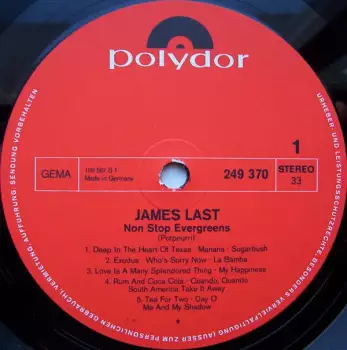 polydor
GEMA
Made in Germany
249 370
1
STEREO
33
JAMES LAST
Non Stop Evergreens
(Potpourri)
1. Deep In The Heart Of Texas · Manana · Sugarbush
2. Exodus · Who's Sorry Now · La Bamba
3. Love Is A Many Splendored Thing · My Happiness
4. Rum And Coca Cola · Quando, Quando
South America Take It Away
5. Tea For Two · Day O
Me And My Shadow
URHEBER- UND LEISTUNGSSCHUTZRECHTE, BESONDERS VERVIELFÄLTIGUNG (AUSSER ZUM PERSÖNLICHEN GEBRAUCH), VERMIETUNG, AUFFÜHRUNG, SENDUNG VORBEHALTEN